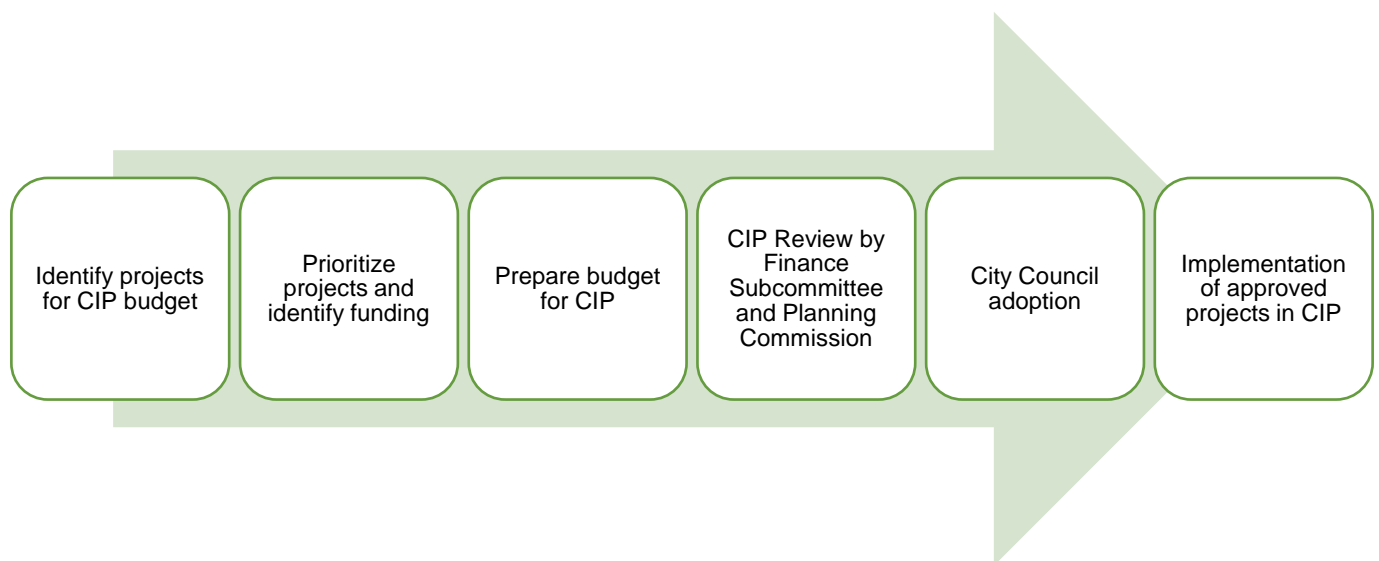 Identify projects
for CIP budget
Prioritize
projects and
identify funding
Prepare budget
for CIP
CIP Review by
Finance
Subcommittee
and Planning
Commission
City Council
adoption
Implementation
of approved
projects in CIP